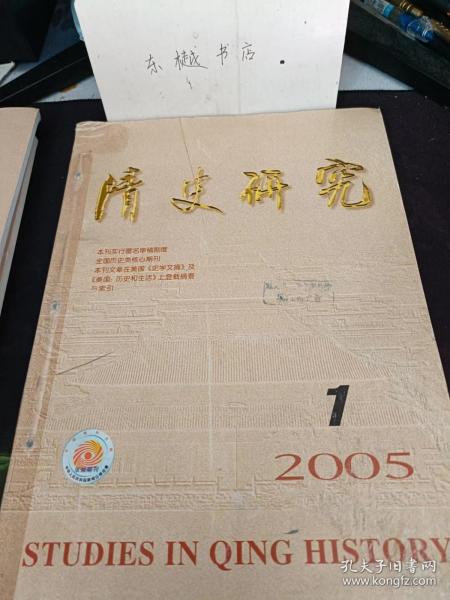 东樾书店
清史研究
本刊实行匿名审稿制度
全国历史类核心期刊
本刊文章在美国《史学文摘》及
《美国：历史和生活》上登载摘要
与索引
1
2005
STUDIES IN QING HISTORY
孔夫子旧书网
www.kongfz.com